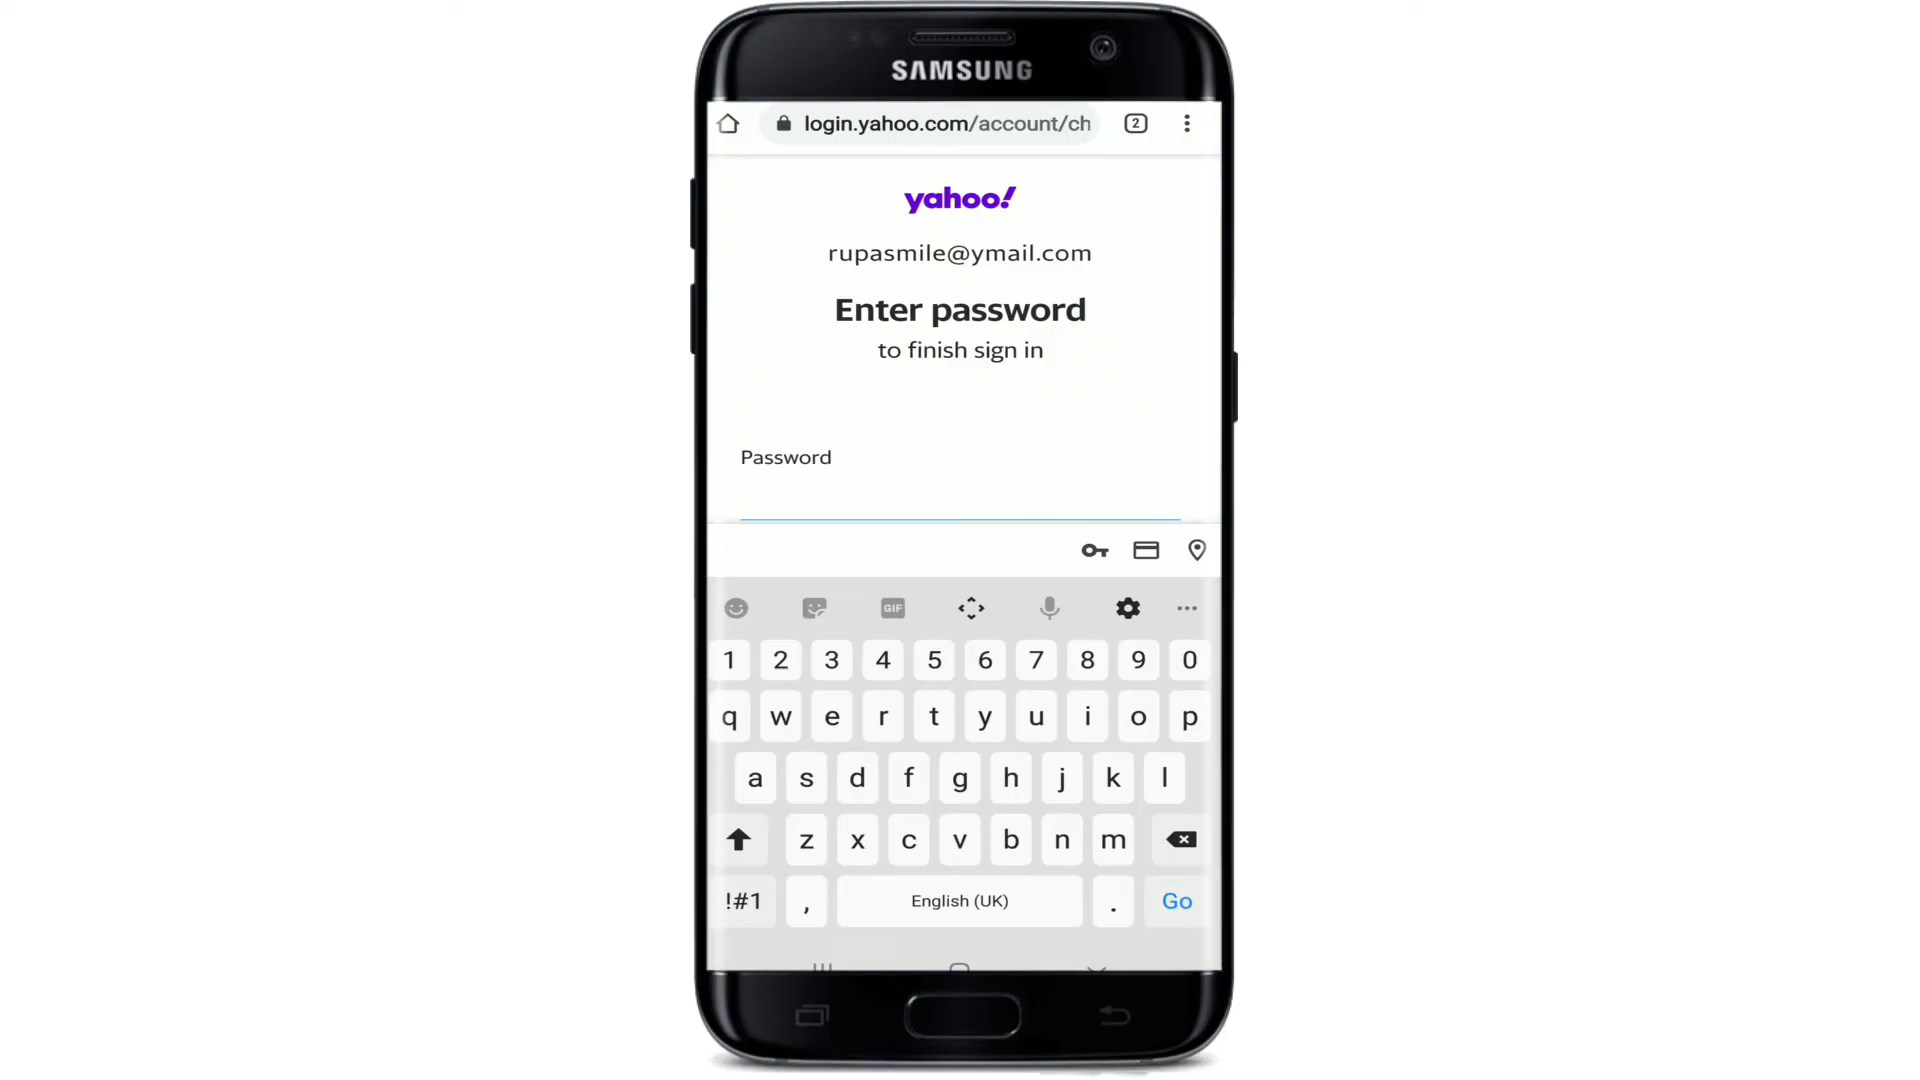 SAMSUNG
login.yahoo.com/account/ch 2
yahoo!
rupasmile@ymail.com
Enter password
to finish sign in
Password
GIF
1 2 3 4 5 6 7 8 9 0
q w e r t y u i o p
a s d f g h j k l
z x c v b n m
!#1 , English (UK) . Go